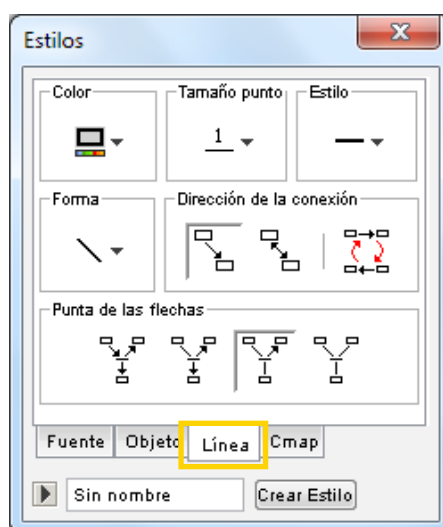 Estilos
Color
Tamaño punto
Estilo
1
Forma
Dirección de la conexión
Punta de las flechas
Fuente
Objeto
Línea
Cmap
Sin nombre
Crear Estilo